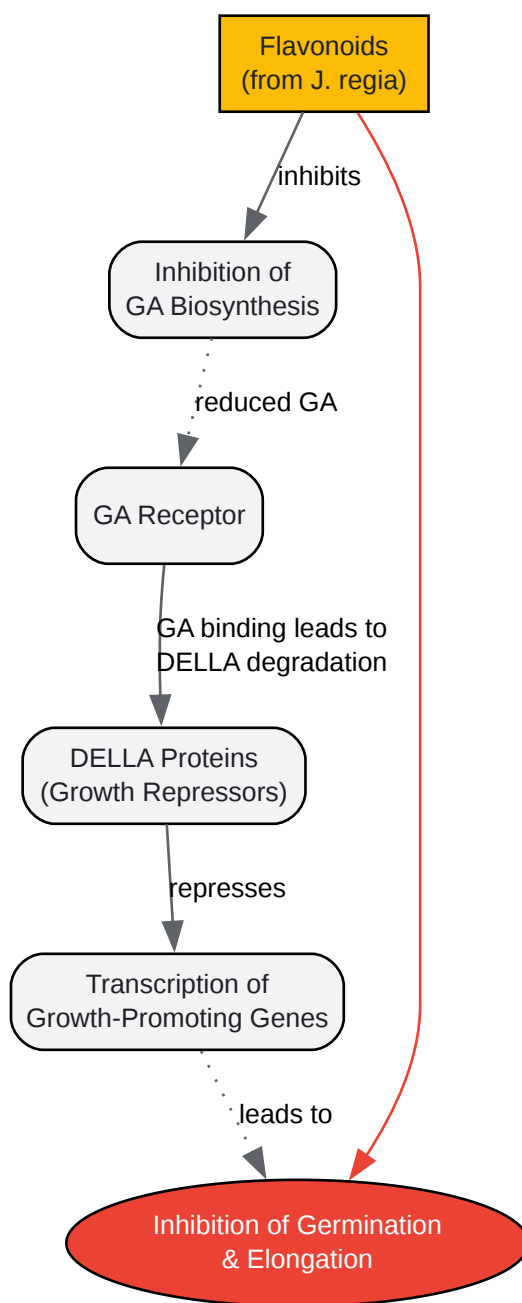 Flavonoids
(from J. regia)
inhibits
Inhibition of
GA Biosynthesis
reduced GA
GA Receptor
GA binding leads to
DELLA degradation
DELLA Proteins
(Growth Repressors)
represses
Transcription of
Growth-Promoting Genes
leads to
Inhibition of Germination
& Elongation